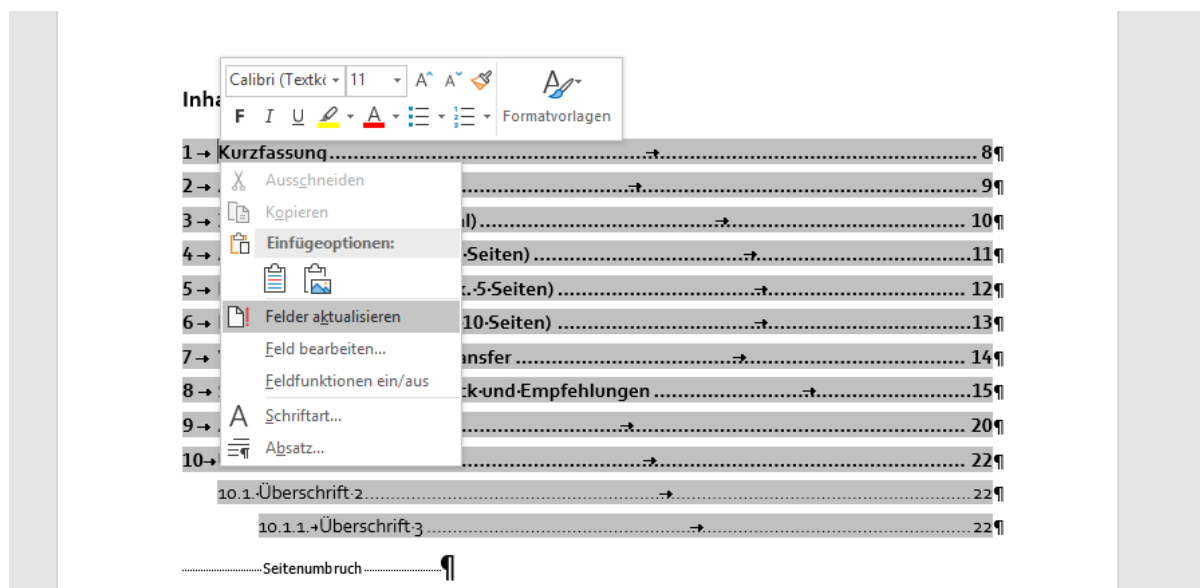 Calibri (Textkö 11 A A
Inha
F I U A Formatvorlagen
1 Kurzfassung 8¶
2 9¶
Ausschneiden
3 l) 10¶
Kopieren
Einfügeoptionen:
4 ·Seiten) 11¶
5 .·5·Seiten) 12¶
Felder aktualisieren
6 10·Seiten) 13¶
Feld bearbeiten...
7 ansfer 14¶
Feldfunktionen ein/aus
8 ck·und·Empfehlungen 15¶
Schriftart...
9 20¶
Absatz...
10 22¶
10.1.·Überschrift·2 22¶
10.1.1.Überschrift·3 22¶
Seitenumbruch ¶